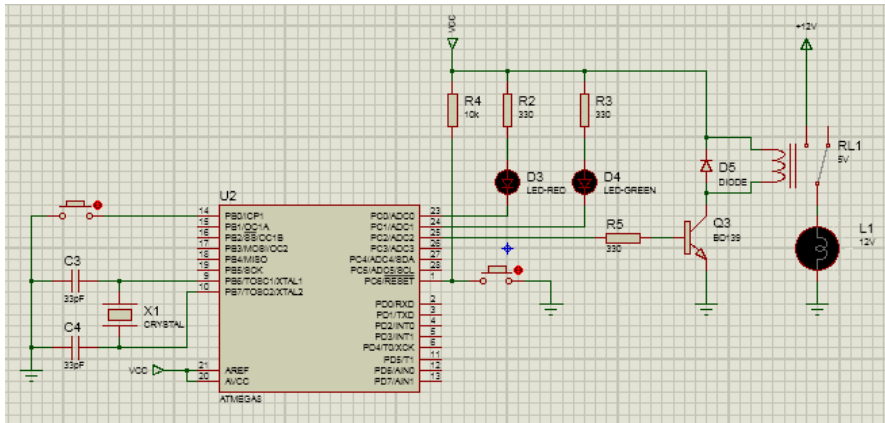 VCC
+12V
R4
10k
R2
330
R3
330
D3
LED-RED
D4
LED-GREEN
D5
DIODE
RL1
5V
U2
14
15
16
17
18
19
9
10
21
20
PB0/ICP1
PB1/OC1A
PB2/SS/OC1B
PB3/MOSI/OC2
PB4/MISO
PB5/SCK
PB6/TOSC1/XTAL1
PB7/TOSC2/XTAL2
AREF
AVCC
PC0/ADC0
PC1/ADC1
PC2/ADC2
PC3/ADC3
PC4/ADC4/SDA
PC5/ADC5/SCL
PC6/RESET
PD0/RXD
PD1/TXD
PD2/INT0
PD3/INT1
PD4/T0/XCK
PD5/T1
PD6/AIN0
PD7/AIN1
23
24
25
26
27
28
1
2
3
4
5
6
11
12
13
R5
330
Q3
BD139
L1
12V
C3
33pF
X1
CRYSTAL
C4
33pF
VCC
ATMEGA8